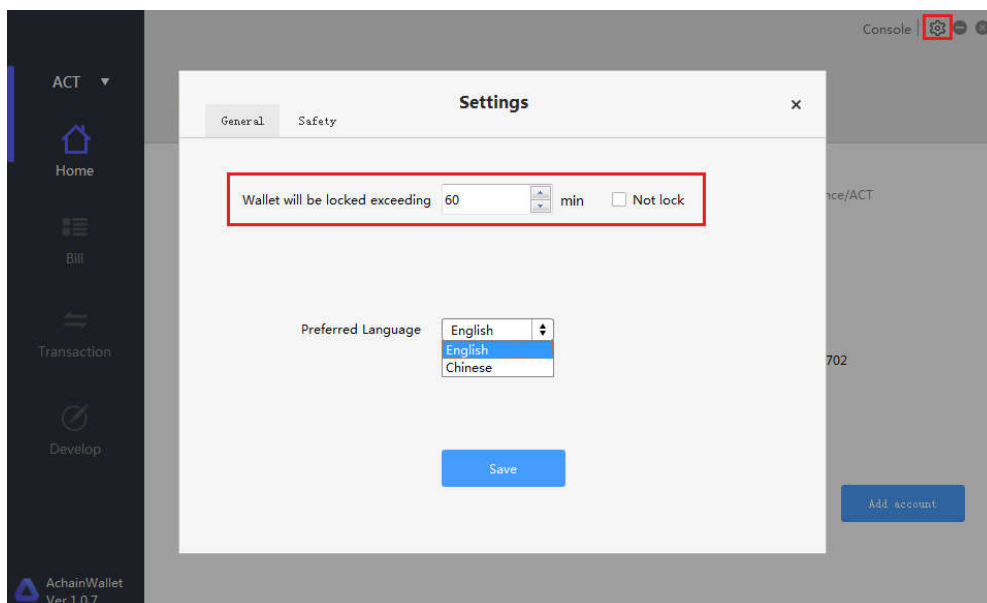 Console
ACT
Settings
General
Safety
Home
Wallet will be locked exceeding 60 min Not lock
nce/ACT
Bill
Preferred Language English
English
Chinese
Transaction
702
Develop
Save
Add account
AchainWallet
Ver 1.0.7